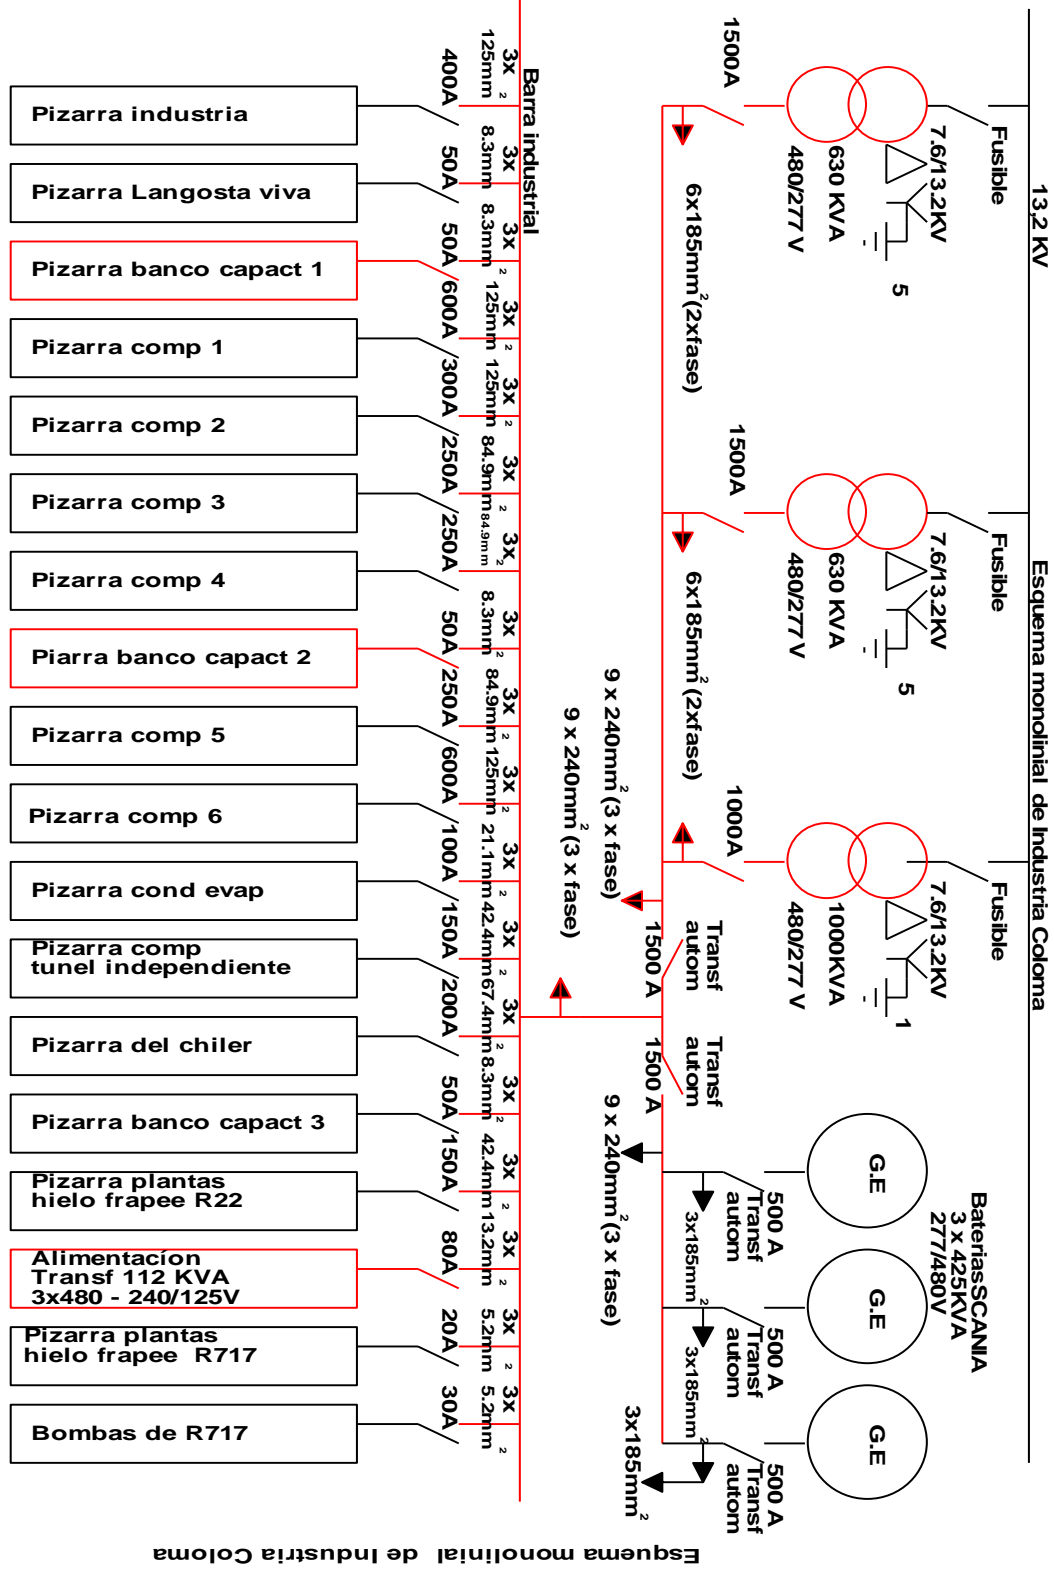 Esquema monolinial de Industria Coloma
13,2 KV
Fusible
7.6/13.2KV
5
630 KVA
480/277 V
1500A
6x185mm²(2xfase)
Fusible
7.6/13.2KV
5
630 KVA
480/277 V
1500A
6x185mm²(2xfase)
Fusible
7.6/13.2KV
1
1000KVA
480/277 V
1000A
9 x 240mm²(3 x fase)
9 x 240mm²(3 x fase)
Transf
autom
1500 A
Transf
autom
1500 A
9 x 240mm²(3 x fase)
BateriasSCANIA
3 x 425KVA
277/480V
G.E
500 A
Transf
autom
3x185mm²
G.E
500 A
Transf
autom
3x185mm²
G.E
500 A
Transf
autom
3x185mm²
Barra industrial
3x
125mm²
400A
Pizarra industria
3x
8.3mm²
50A
Pizarra Langosta viva
3x
8.3mm²
50A
Pizarra banco capact 1
3x
125mm²
600A
Pizarra comp 1
3x
125mm²
300A
Pizarra comp 2
3x
84.9mm²
250A
Pizarra comp 3
3x
84.9mm²
250A
Pizarra comp 4
3x
8.3mm²
50A
Piarra banco capact 2
3x
84.9mm²
250A
Pizarra comp 5
3x
125mm²
600A
Pizarra comp 6
3x
21.1mm²
100A
Pizarra cond evap
3x
42.4mm²
150A
Pizarra comp
tunel independiente
3x
67.4mm²
200A
Pizarra del chiler
3x
8.3mm²
50A
Pizarra banco capact 3
3x
42.4mm²
150A
Pizarra plantas
hielo frapee R22
3x
13.2mm²
80A
Alimentacíon
Transf 112 KVA
3x480 - 240/125V
3x
5.2mm²
20A
Pizarra plantas
hielo frapee R717
3x
5.2mm²
30A
Bombas de R717
Esquema monolinial de Industria Coloma